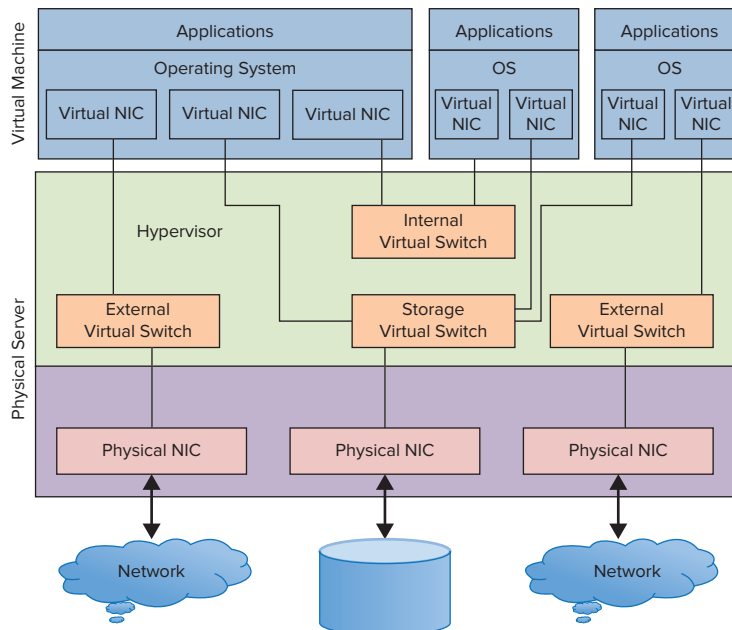 Virtual Machine
Applications
Operating System
Virtual NIC
Virtual NIC
Virtual NIC
Applications
OS
Virtual
NIC
Virtual
NIC
Applications
OS
Virtual
NIC
Virtual
NIC
Physical Server
Hypervisor
Internal
Virtual Switch
External
Virtual Switch
Storage
Virtual Switch
External
Virtual Switch
Physical NIC
Physical NIC
Physical NIC
Network
Network